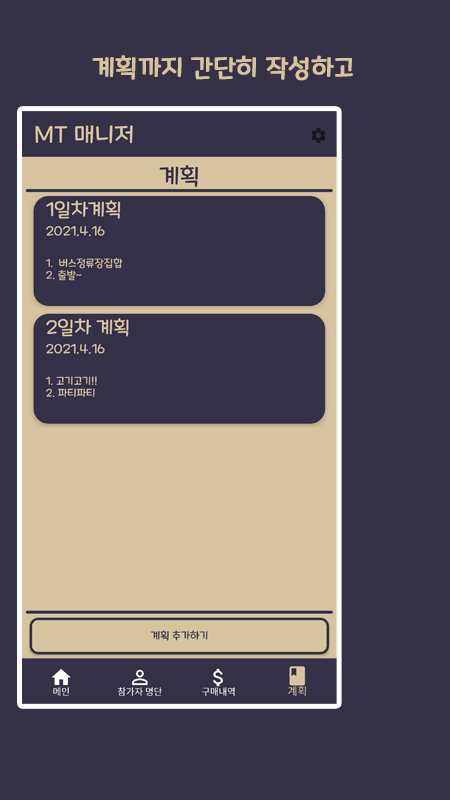 계획까지 간단히 작성하고
MT 매니저
계획
1일차계획
2021.4.16
1. 버스정류장집합
2. 출발~
2일차 계획
2021.4.16
1. 고기고기!!
2. 파티파티
계획 추가하기
메인 참가자 명단 구매내역 계획